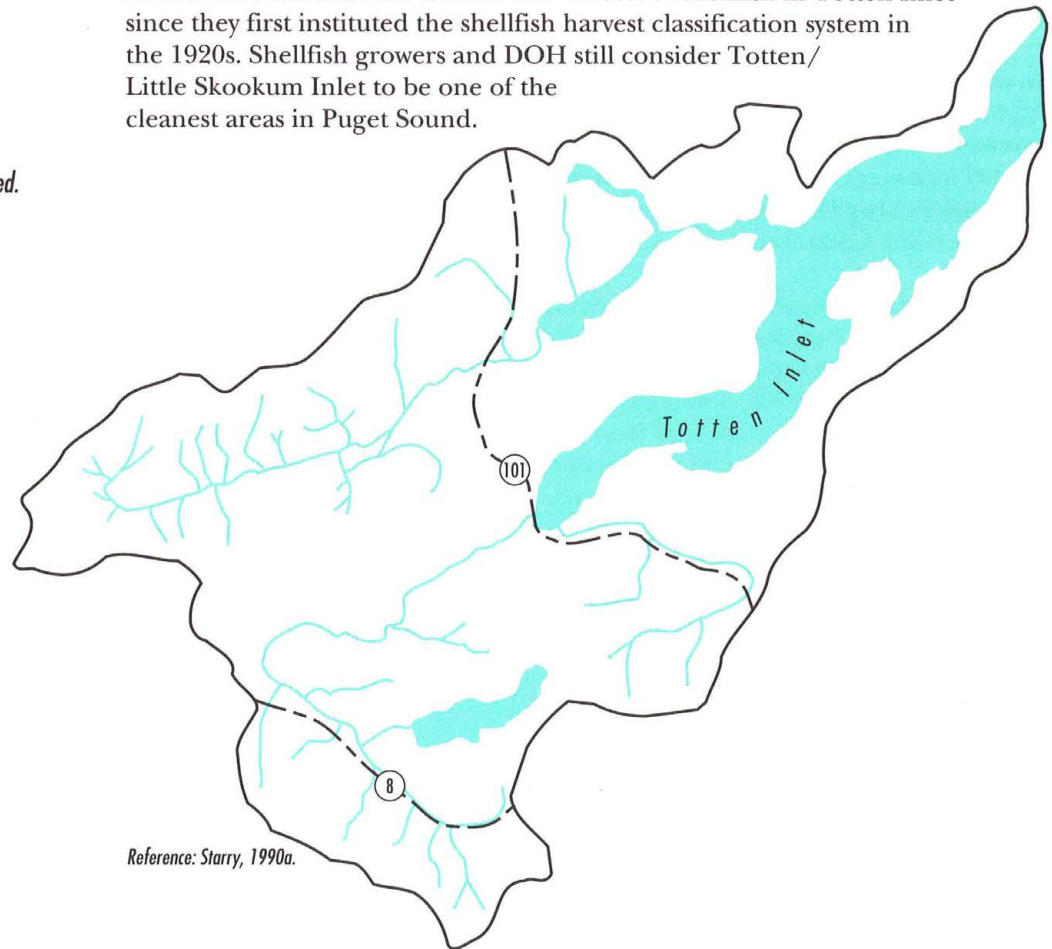 since they first instituted the shellfish harvest classification system in
the 1920s. Shellfish growers and DOH still consider Totten/
Little Skookum Inlet to be one of the
cleanest areas in Puget Sound.
ed.
Totten Inlet
101
8
Reference: Starry, 1990a.